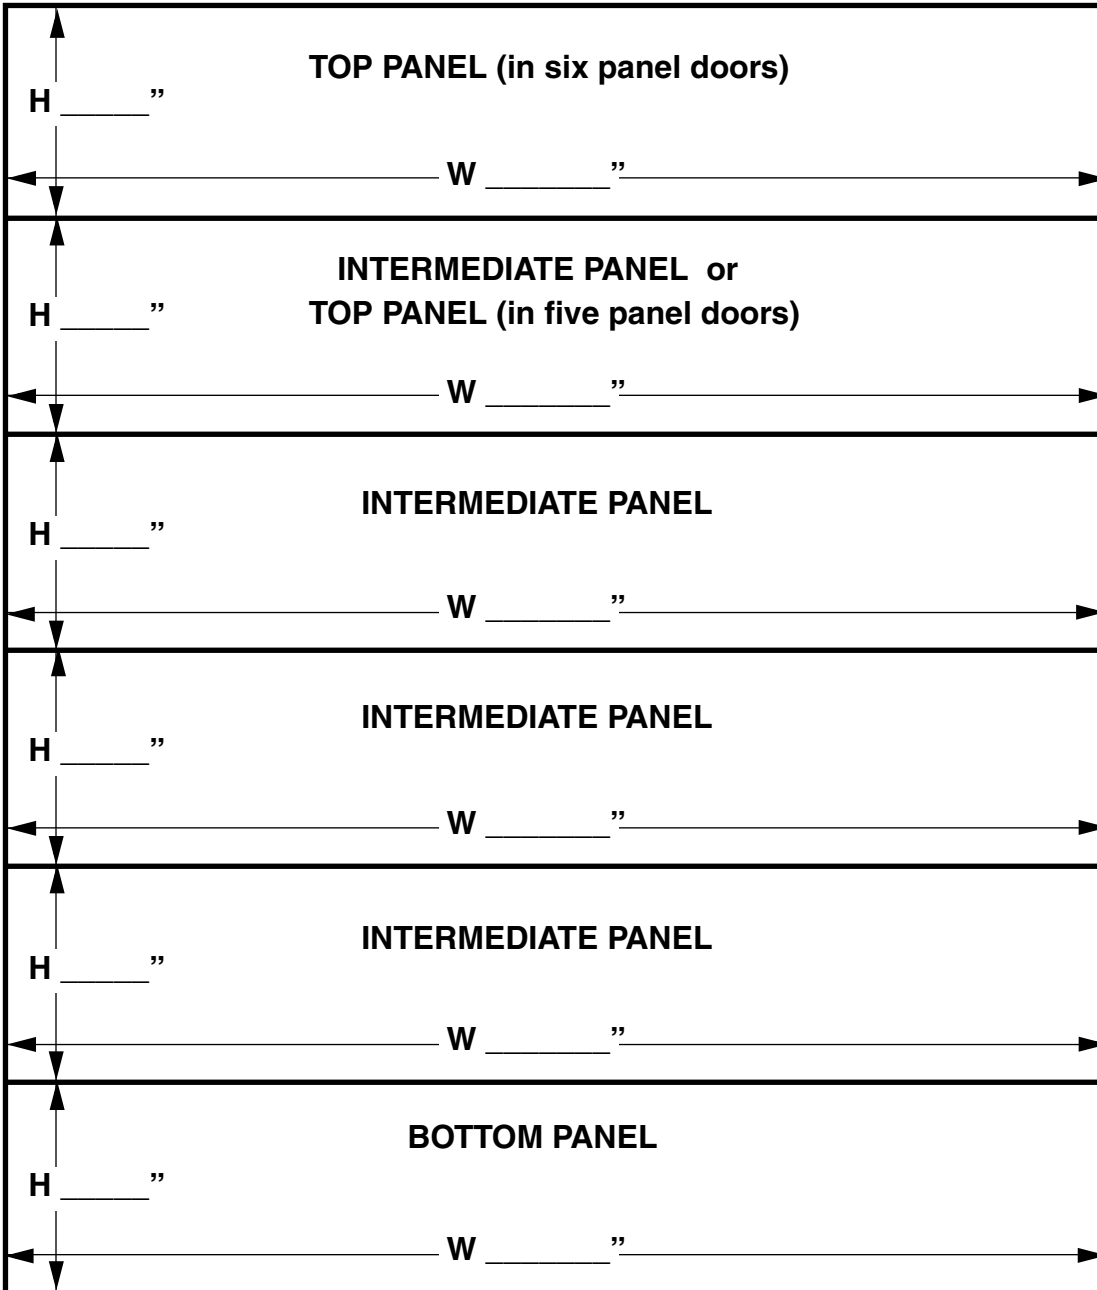 TOP PANEL (in six panel doors)
H _____”
W _______”
INTERMEDIATE PANEL or
TOP PANEL (in five panel doors)
H _____”
W _______”
INTERMEDIATE PANEL
H _____”
W _______”
INTERMEDIATE PANEL
H _____”
W _______”
INTERMEDIATE PANEL
H _____”
W _______”
BOTTOM PANEL
H _____”
W _______”